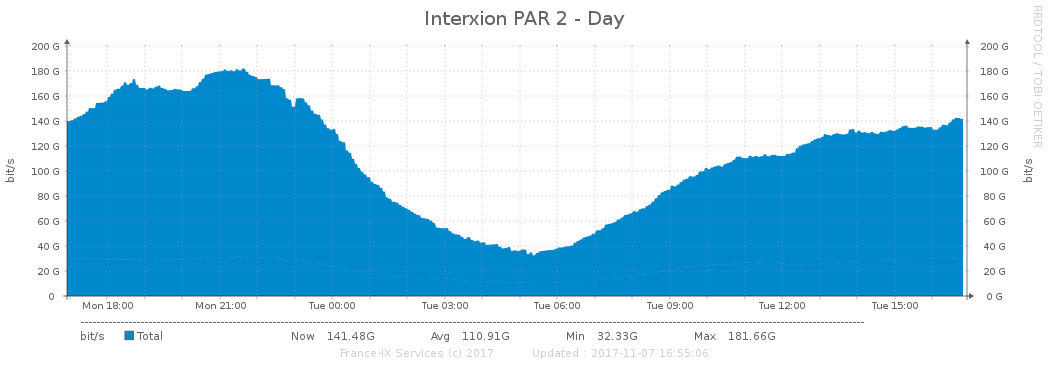 Interxion PAR 2 - Day
RRDTOOL / TOBI OETIKER
200 G 200 G
180 G 180 G
160 G 160 G
140 G 140 G
120 G 120 G
100 G 100 G
80 G 80 G
60 G 60 G
40 G 40 G
20 G 20 G
0 0 G
bit/s bit/s
Mon 18:00 Mon 21:00 Tue 00:00 Tue 03:00 Tue 06:00 Tue 09:00 Tue 12:00 Tue 15:00
bit/s Total Now 141.48G Avg 110.91G Min 32.33G Max 181.66G
France-IX Services (c) 2017 Updated : 2017-11-07 16:55:06